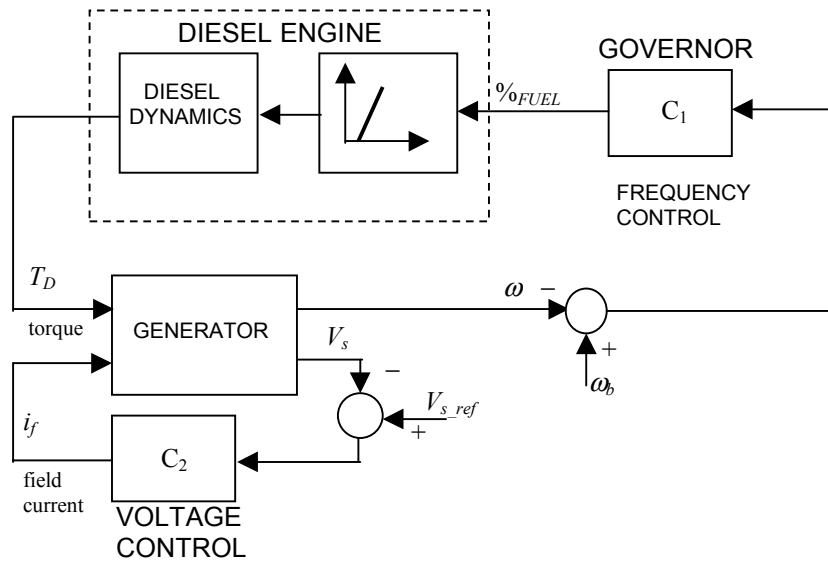 DIESEL ENGINE
GOVERNOR
DIESEL
DYNAMICS
%FUEL
C1
FREQUENCY
CONTROL
TD
torque
GENERATOR
ω
−
+
ωb
Vs
−
Vs_ref
+
if
field
current
C2
VOLTAGE
CONTROL